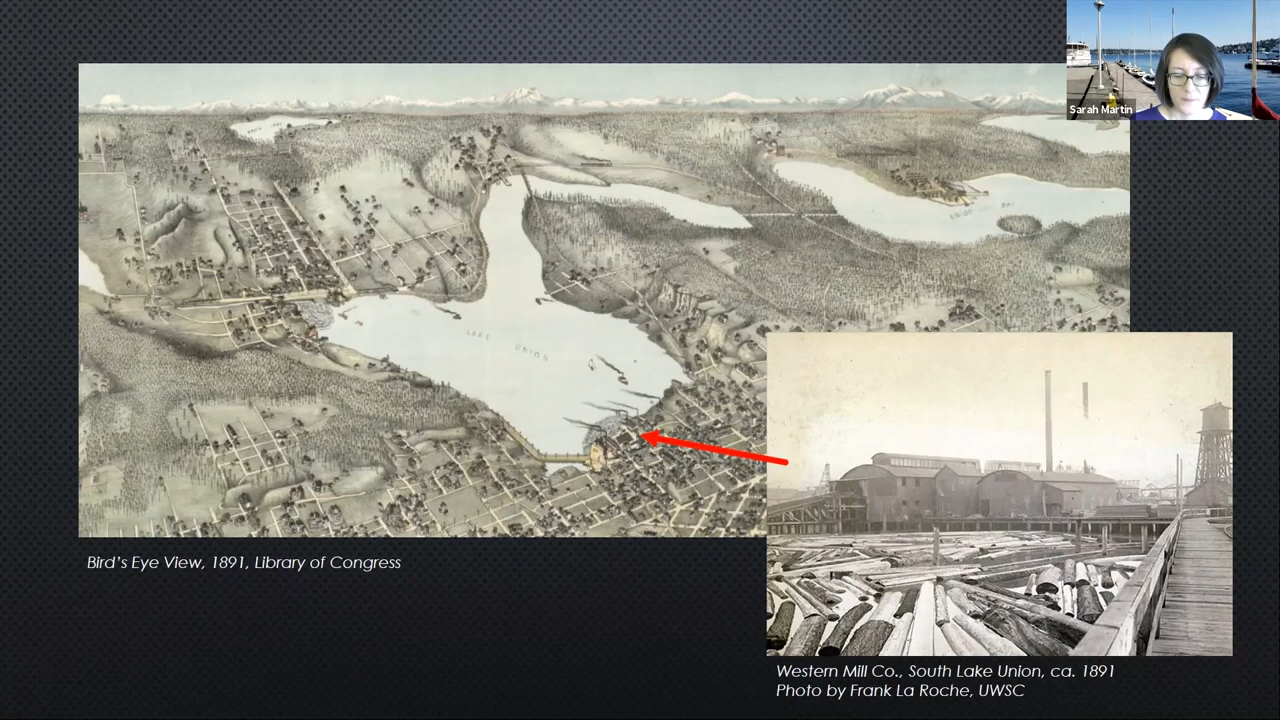 Sarah Martin
LAKE UNION
UNION BAY
Bird's Eye View, 1891, Library of Congress
Western Mill Co., South Lake Union, ca. 1891
Photo by Frank La Roche, UWSC